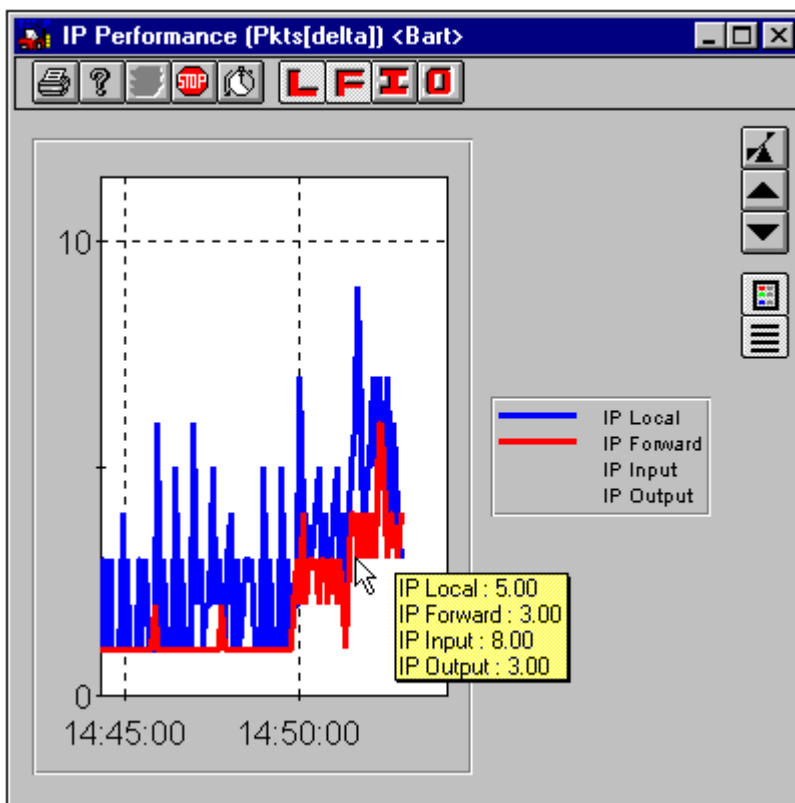 IP Performance (Pkts[delta]) <Bart>
? STOP L F I O
10
0
14:45:00 14:50:00
IP Local
IP Forward
IP Input
IP Output
IP Local : 5.00
IP Forward : 3.00
IP Input : 8.00
IP Output : 3.00